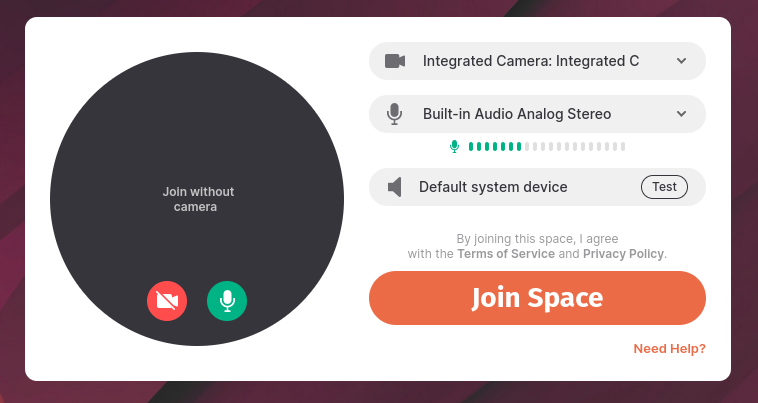 Join without
camera
Integrated Camera: Integrated C
Built-in Audio Analog Stereo
Default system device
Test
By joining this space, I agree
with the Terms of Service and Privacy Policy.
Join Space
Need Help?